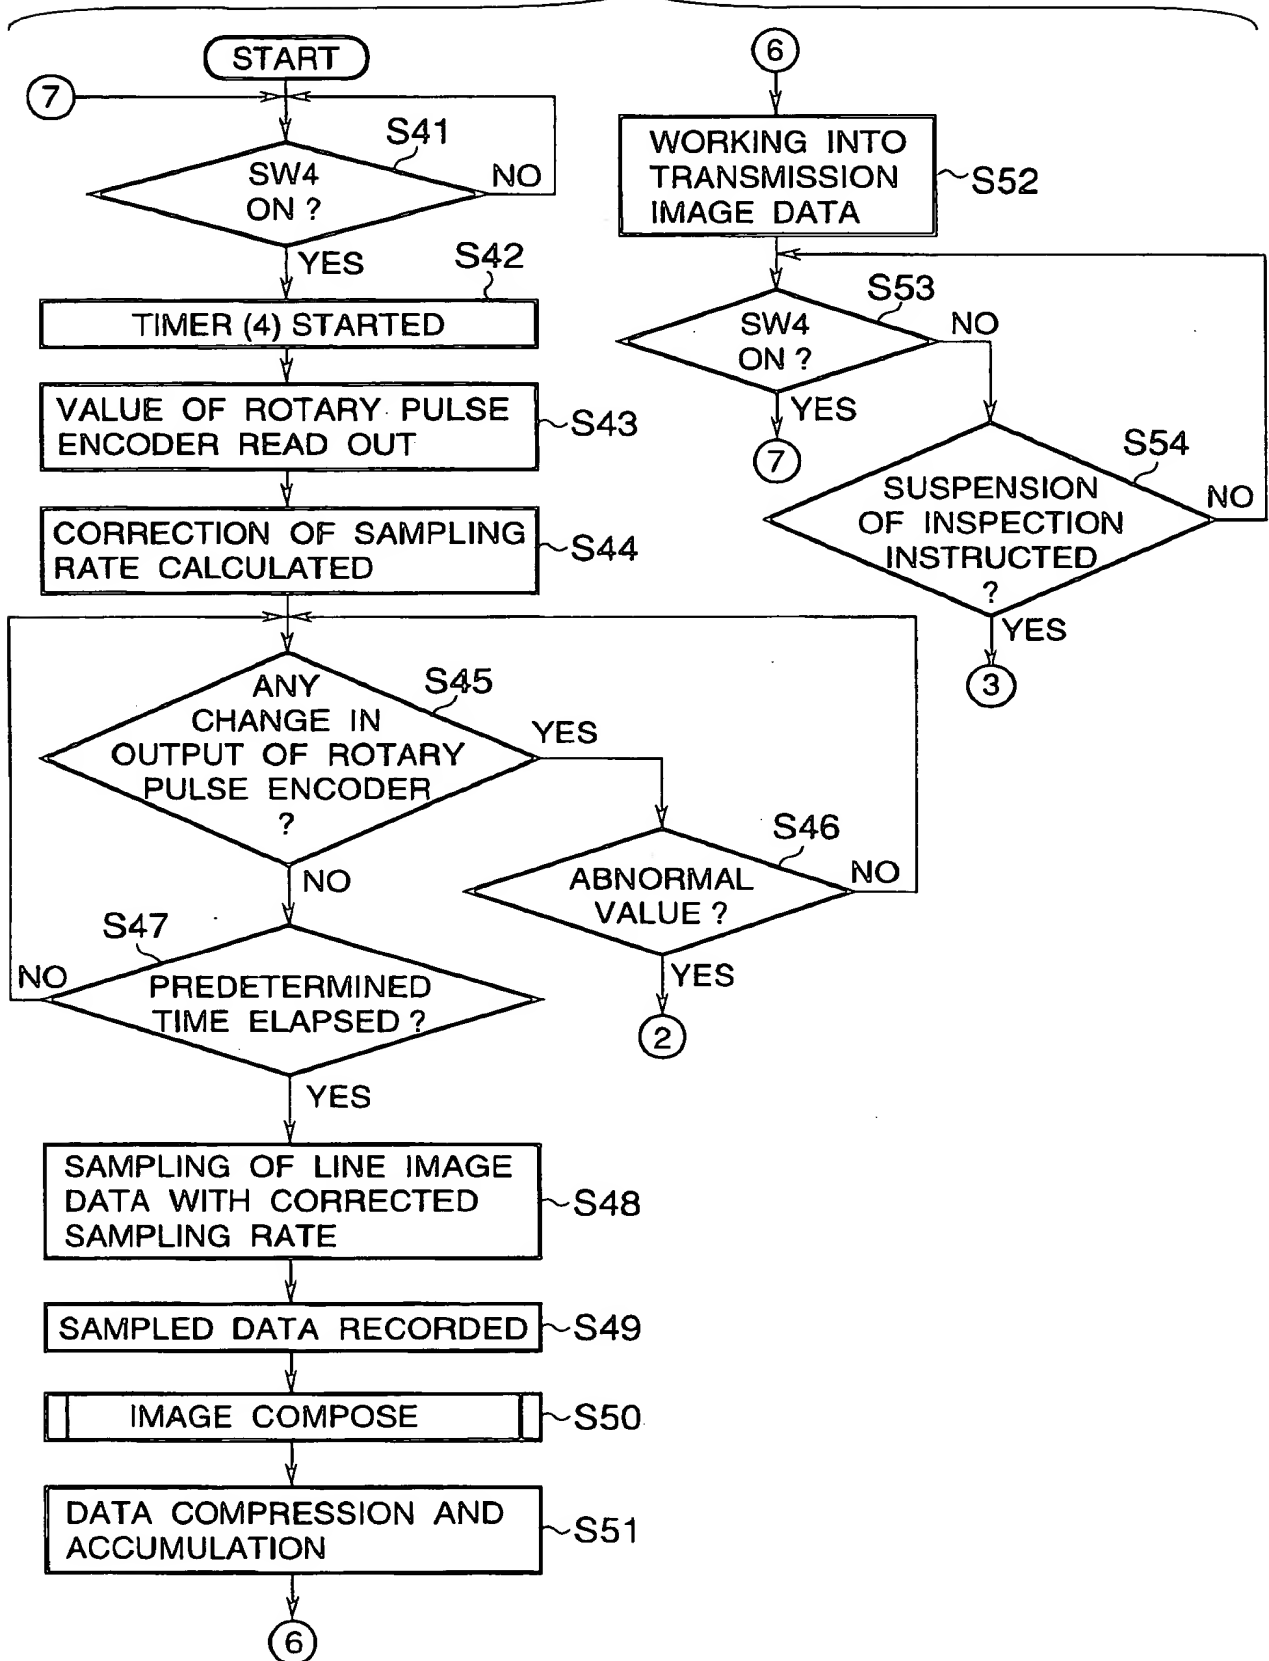 START
7
S41
SW4
ON ?
NO
YES
S42
TIMER (4) STARTED
VALUE OF ROTARY PULSE
ENCODER READ OUT
S43
CORRECTION OF SAMPLING
RATE CALCULATED
S44
S45
ANY
CHANGE IN
OUTPUT OF ROTARY
PULSE ENCODER
?
YES
NO
S46
ABNORMAL
VALUE ?
NO
YES
2
S47
NO
PREDETERMINED
TIME ELAPSED ?
YES
SAMPLING OF LINE IMAGE
DATA WITH CORRECTED
SAMPLING RATE
S48
SAMPLED DATA RECORDED
S49
IMAGE COMPOSE
S50
DATA COMPRESSION AND
ACCUMULATION
S51
6
6
WORKING INTO
TRANSMISSION
IMAGE DATA
S52
S53
SW4
ON ?
NO
YES
7
S54
SUSPENSION
OF INSPECTION
INSTRUCTED
?
NO
YES
3